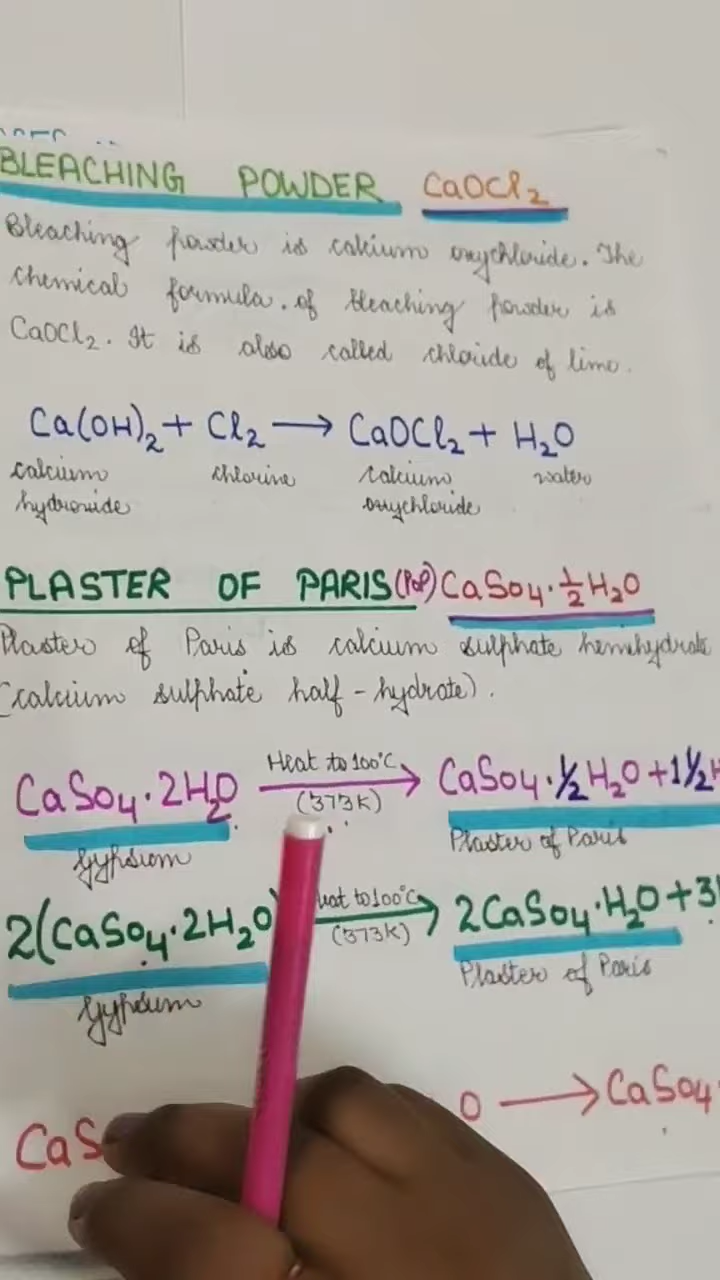 BLEACHING POWDER CaOCl₂
Bleaching powder is calcium oxychloride. The
chemical formula. of bleaching powder is
CaOCl₂. It is also called chloride of lime.
Ca(OH)₂ + Cl₂ → CaOCl₂ + H₂O
calcium chlorine calcium water
hydroxide oxychloride
PLASTER OF PARIS (PoP) CaSo₄·½H₂O
Plaster of Paris is calcium sulphate hemihydrate
(calcium sulphate half-hydrate).
Heat to 100°C
CaSo₄·2H₂O → CaSo₄·½H₂O + 1½H
(373K)
Gypsum Plaster of Paris
Heat to 100°C
2(CaSo₄·2H₂O) → 2CaSo₄·H₂O + 3
(373K)
Gypsum Plaster of Paris
CaS O → CaSo₄·